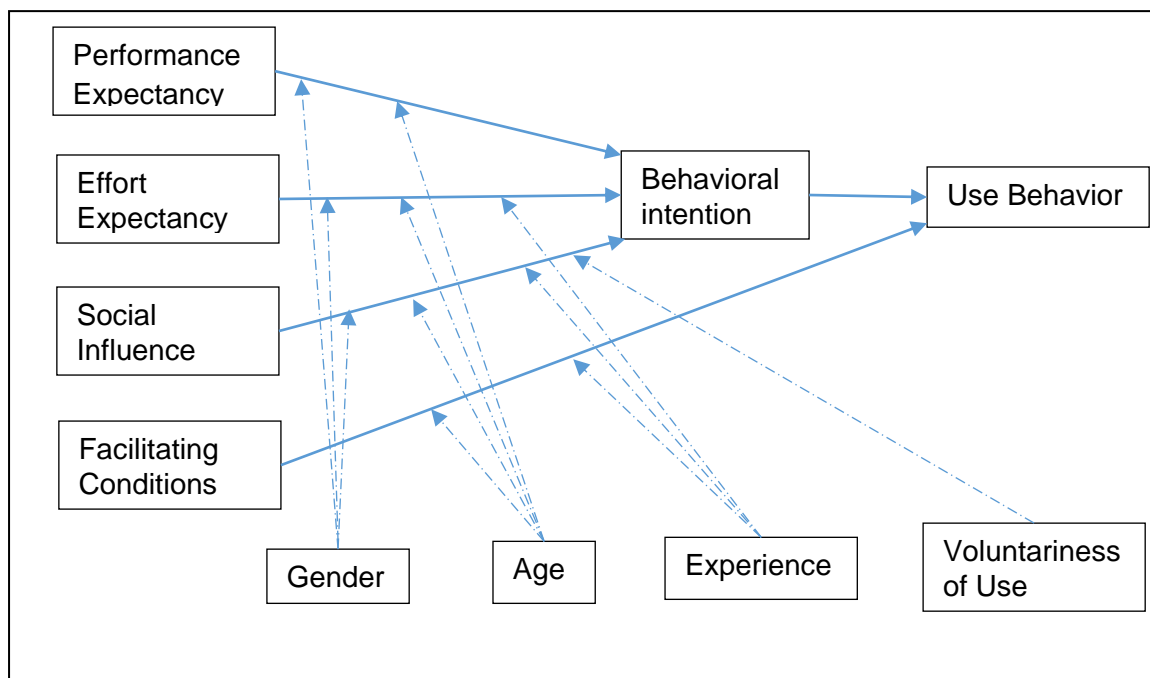 Performance
Expectancy
Effort
Expectancy
Social
Influence
Facilitating
Conditions
Behavioral
intention
Use Behavior
Gender
Age
Experience
Voluntariness
of Use